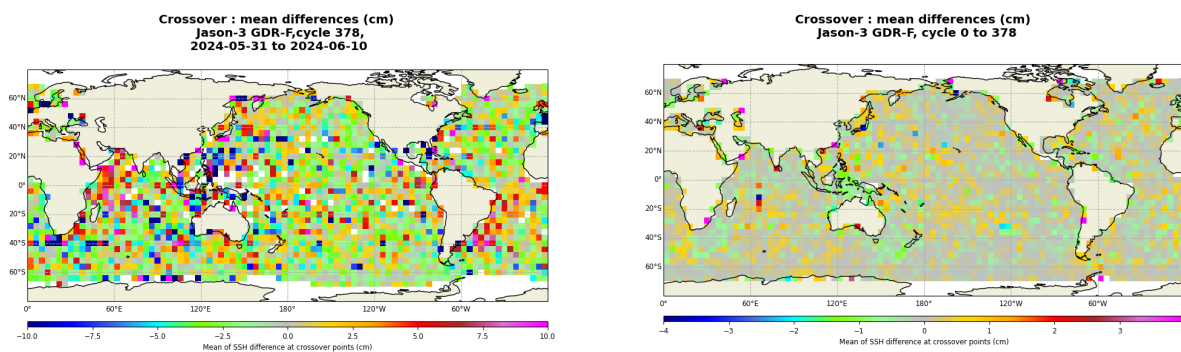 Crossover : mean differences (cm)
Jason-3 GDR-F,cycle 378,
2024-05-31 to 2024-06-10
60°N
40°N
20°N
0°
20°S
40°S
60°S
0° 60°E 120°E 180° 120°W 60°W
−10.0 −7.5 −5.0 −2.5 0.0 2.5 5.0 7.5 10.0
Mean of SSH difference at crossover points (cm)
Crossover : mean differences (cm)
Jason-3 GDR-F, cycle 0 to 378
60°N
40°N
20°N
0°
20°S
40°S
60°S
0° 60°E 120°E 180° 120°W 60°W
−4 −3 −2 −1 0 1 2 3
Mean of SSH difference at crossover points (cm)